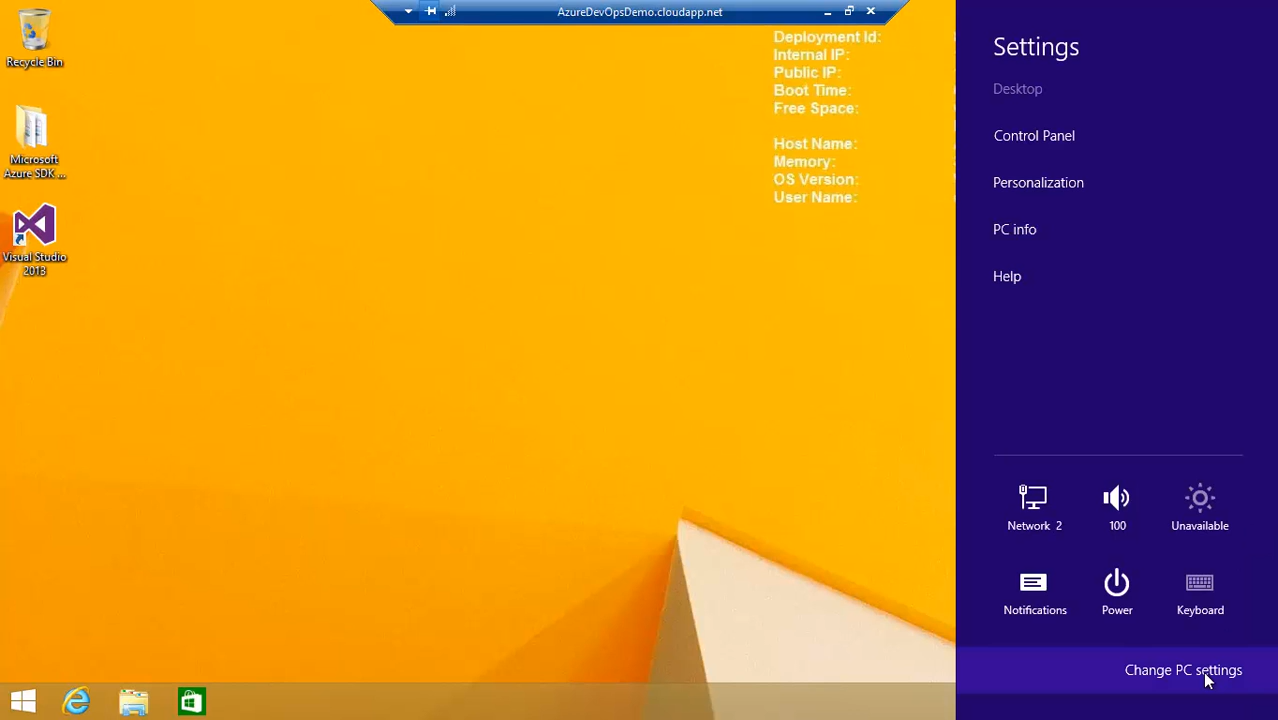 AzureDevOpsDemo.cloudapp.net
Recycle Bin
Microsoft
Azure SDK ...
Visual Studio
2013
Deployment Id:
Internal IP:
Public IP:
Boot Time:
Free Space:
Host Name:
Memory:
OS Version:
User Name:
Settings
Desktop
Control Panel
Personalization
PC info
Help
Network 2
100
Unavailable
Notifications
Power
Keyboard
Change PC settings